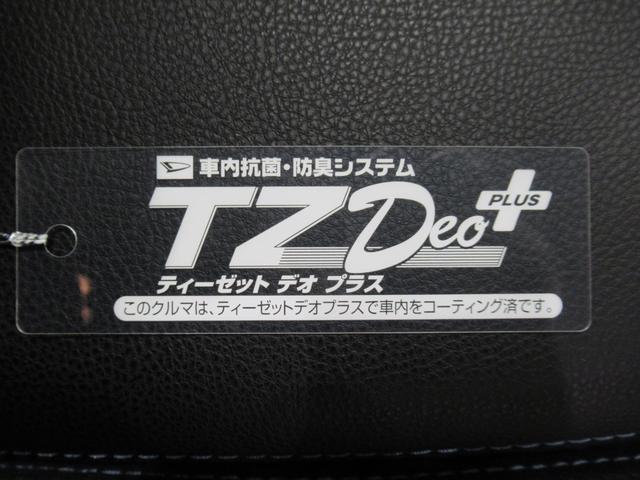 車内抗菌・防臭システム
TZ Deo PLUS
ティーゼット デオ プラス
このクルマは、ティーゼットデオプラスで車内をコーティング済です。